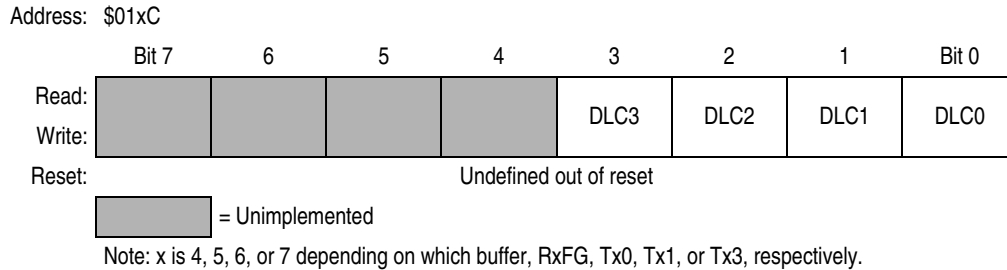 Address: $01xC
Bit 7 6 5 4 3 2 1 Bit 0
Read:
DLC3 DLC2 DLC1 DLC0
Write:
Reset: Undefined out of reset
= Unimplemented
Note: x is 4, 5, 6, or 7 depending on which buffer, RxFG, Tx0, Tx1, or Tx3, respectively.